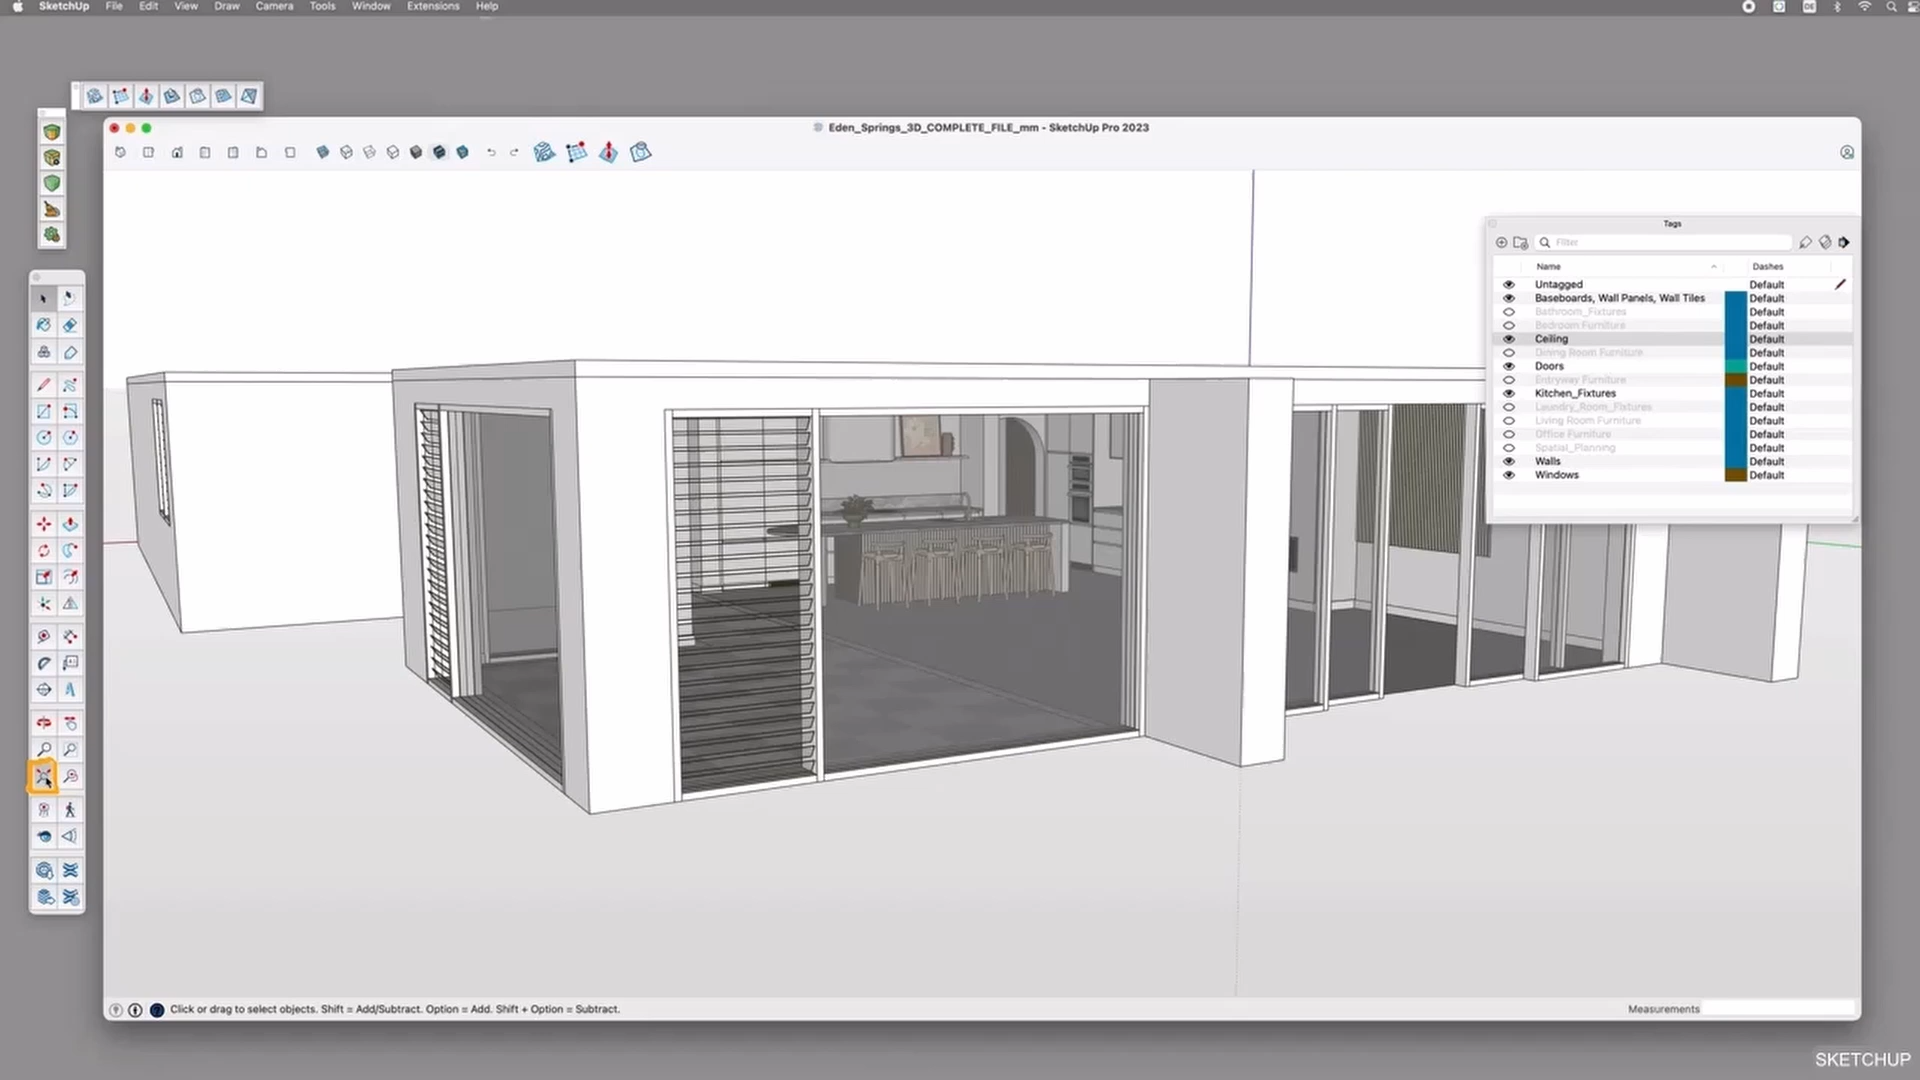 SketchUp File Edit View Draw Camera Tools Window Extensions Help
Eden_Springs_3D_COMPLETE_FILE_mm - SketchUp Pro 2023
Tags
Filter
Name Dashes
Untagged Default
Baseboards, Wall Panels, Wall Tiles Default
Bathroom_Fixtures Default
Bedroom Furniture Default
Ceiling Default
Dining Room Furniture Default
Doors Default
Entryway Furniture Default
Kitchen_Fixtures Default
Laundry_Room_Fixtures Default
Living Room Furniture Default
Office Furniture Default
Spatial_Planning Default
Walls Default
Windows Default
Click or drag to select objects. Shift = Add/Subtract. Option = Add. Shift + Option = Subtract.
Measurements
SKETCHUP